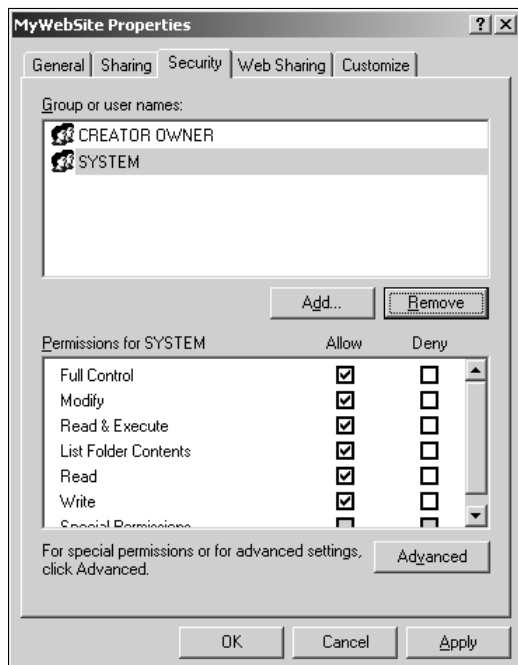 MyWebSite Properties
General Sharing Security Web Sharing Customize
Group or user names:
CREATOR OWNER
SYSTEM
Add... Remove
Permissions for SYSTEM Allow Deny
Full Control
Modify
Read & Execute
List Folder Contents
Read
Write
Special Permissions
For special permissions or for advanced settings, click Advanced.
Advanced
OK Cancel Apply